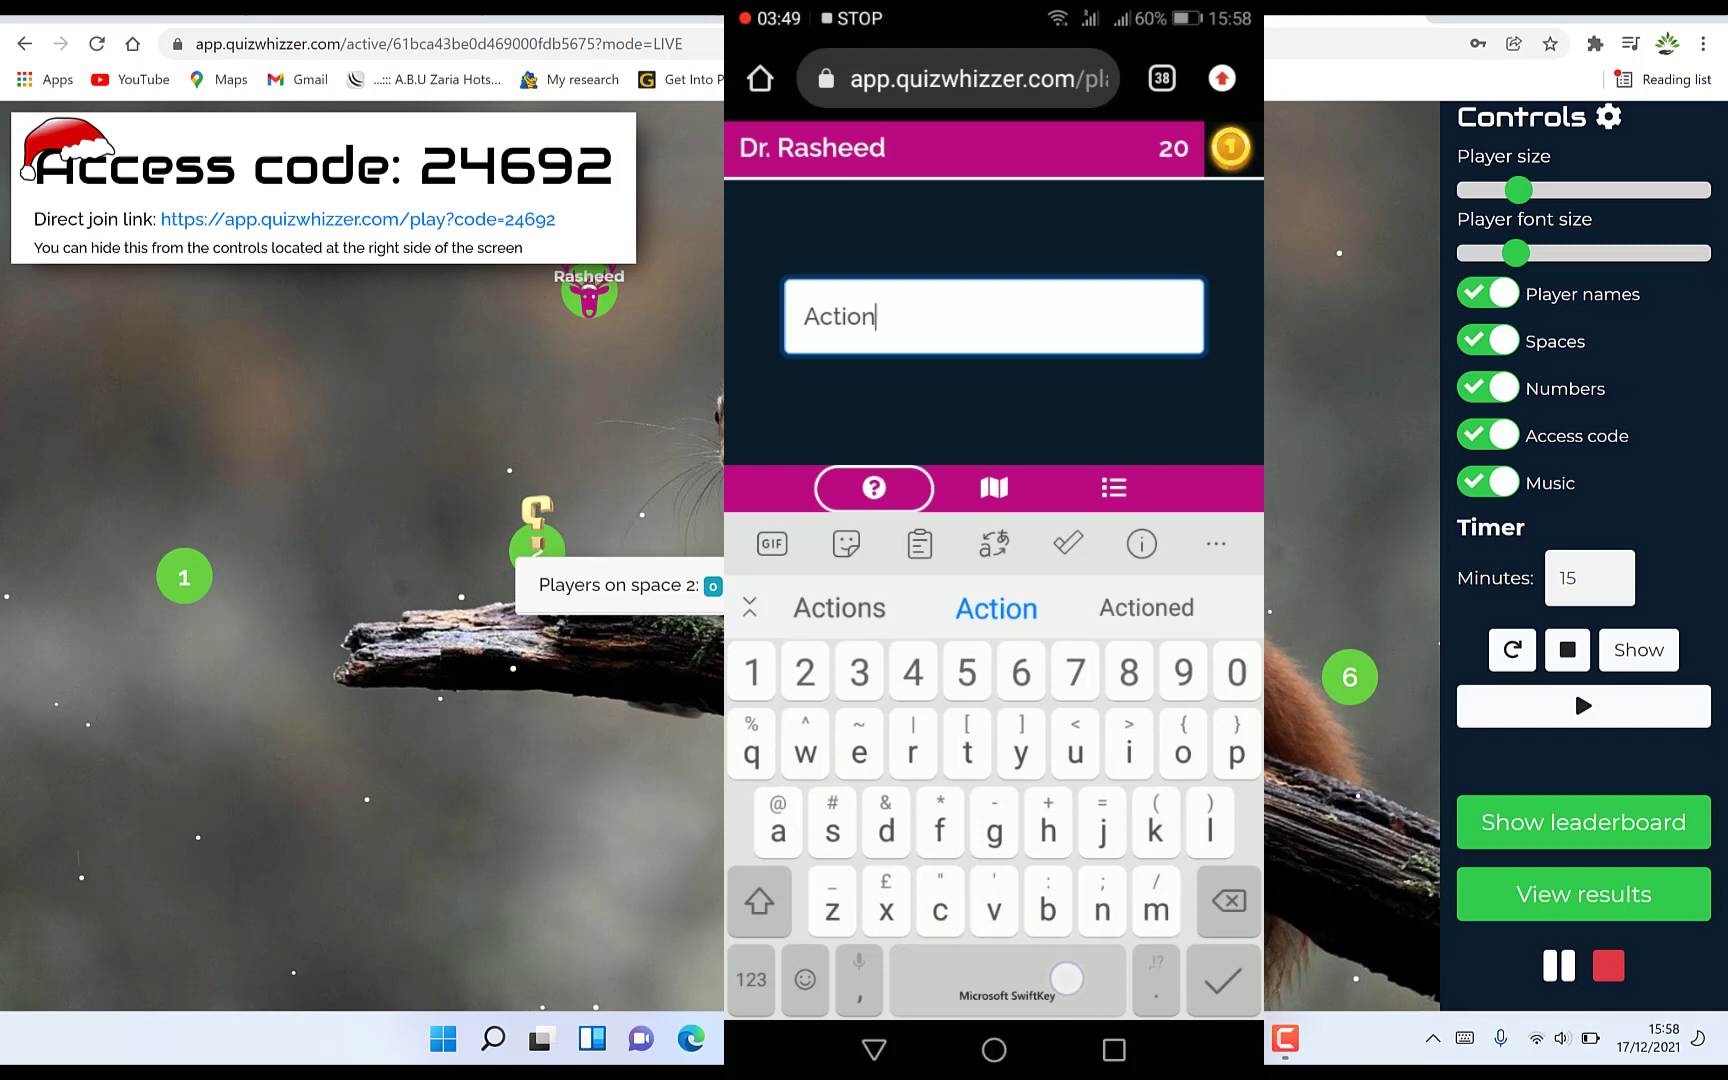 app.quizwhizzer.com/active/61bca43be0d469000fdb5675?mode=LIVE
Apps
YouTube
Maps
Gmail
...:: A.B.U Zaria Hots...
My research
Get Into P
Access code: 24692
Direct join link: https://app.quizwhizzer.com/play?code=24692
You can hide this from the controls located at the right side of the screen
Rasheed
1
Players on space 2: 0
03:49 STOP
60% 15:58
app.quizwhizzer.com/pl
38
Dr. Rasheed 20
1
Action
GIF
Actions Action Actioned
1 2 3 4 5 6 7 8 9 0
% ^ ~ | [ ] < > { }
q w e r t y u i o p
@ # & * - + = ( )
a s d f g h j k l
_ £ " ' : ; /
z x c v b n m
123 , Microsoft SwiftKey ,!? .
Reading list
Controls
Player size
Player font size
Player names
Spaces
Numbers
Access code
Music
Timer
Minutes: 15
Show
6
Show leaderboard
View results
15:58
17/12/2021